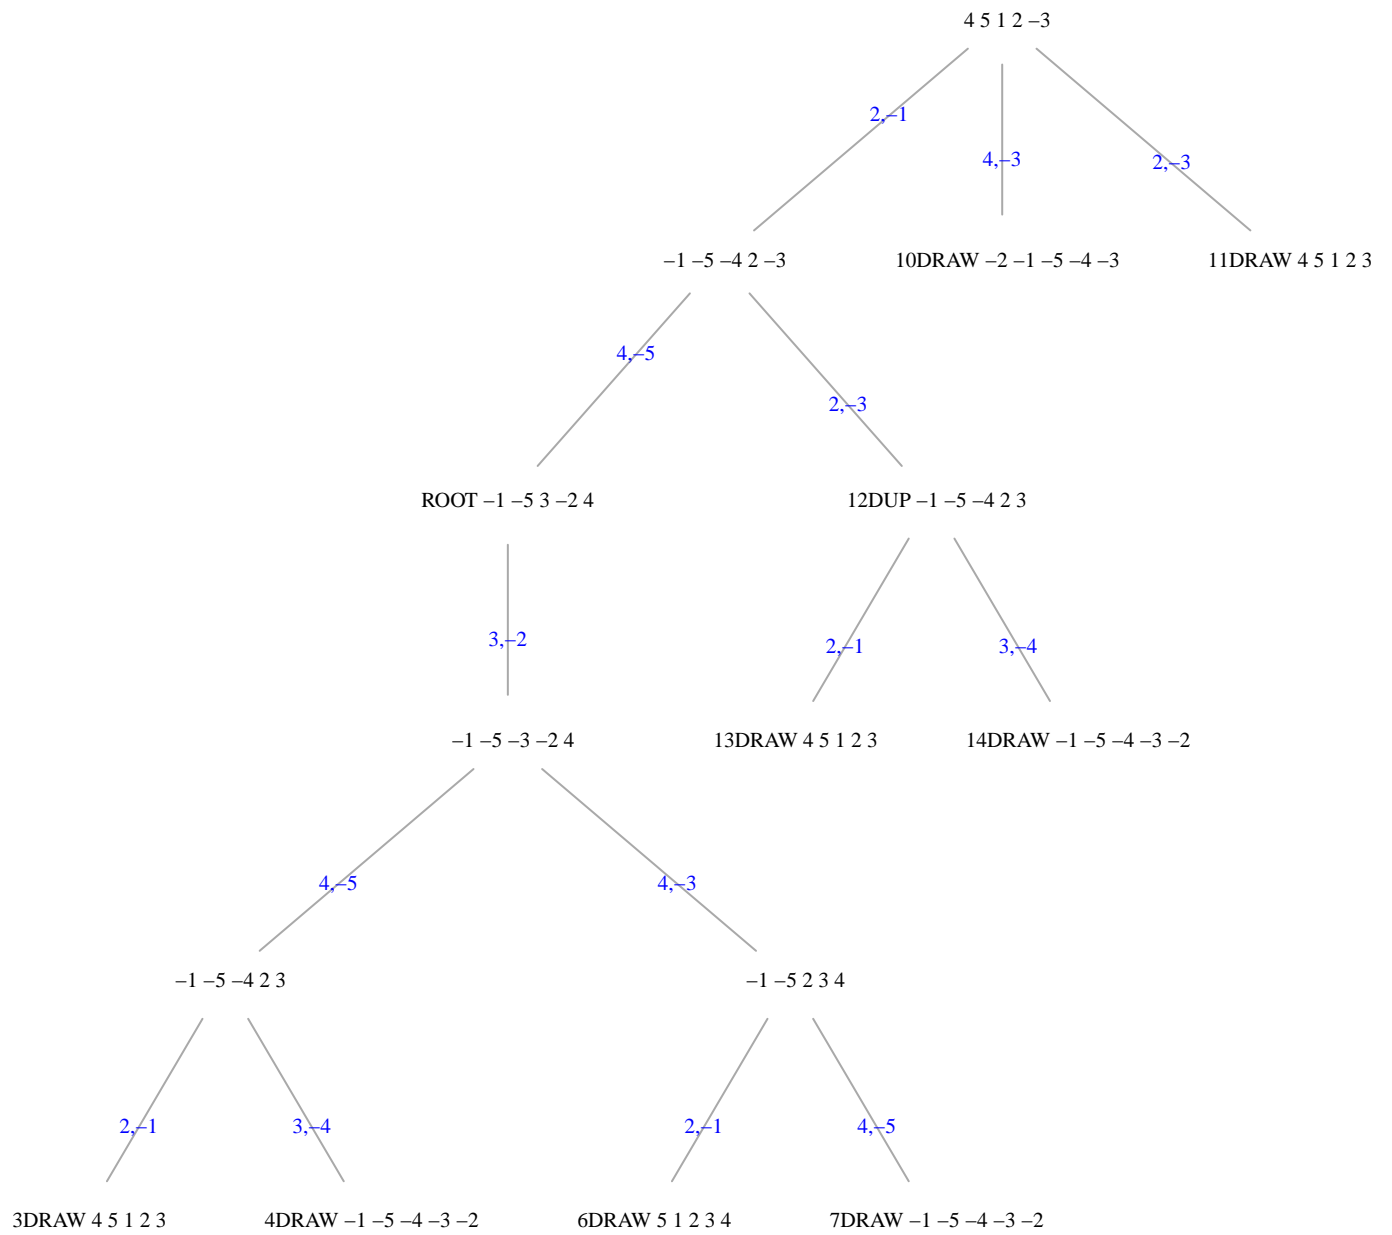 4 5 1 2 –3
2,–1
4,–3
2,–3
–1 –5 –4 2 –3
10DRAW –2 –1 –5 –4 –3
11DRAW 4 5 1 2 3
4,–5
2,–3
ROOT –1 –5 3 –2 4
12DUP –1 –5 –4 2 3
3,–2
2,–1
3,–4
–1 –5 –3 –2 4
13DRAW 4 5 1 2 3
14DRAW –1 –5 –4 –3 –2
4,–5
4,–3
–1 –5 –4 2 3
–1 –5 2 3 4
2,–1
3,–4
2,–1
4,–5
3DRAW 4 5 1 2 3
4DRAW –1 –5 –4 –3 –2
6DRAW 5 1 2 3 4
7DRAW –1 –5 –4 –3 –2